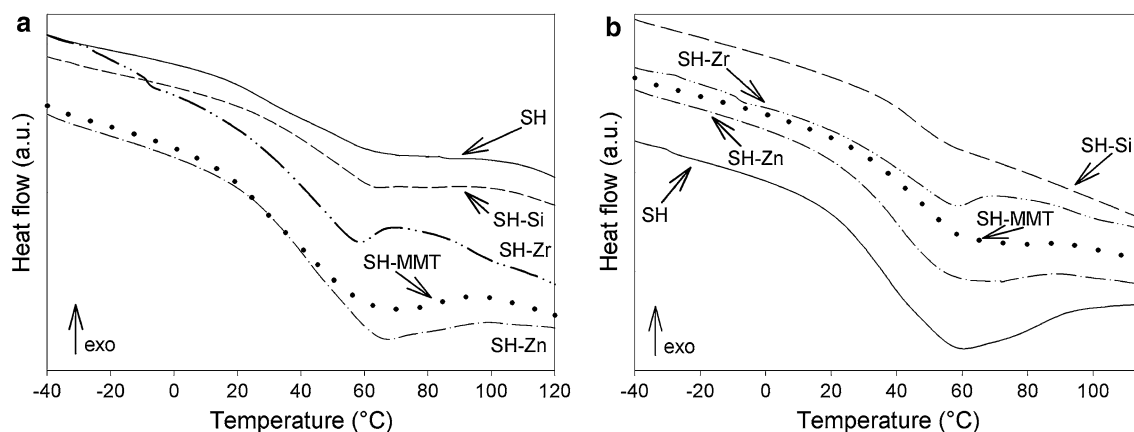 a
Heat flow (a.u.)
SH
SH-Si
SH-Zr
SH-MMT
SH-Zn
exo
-40 -20 0 20 40 60 80 100 120
Temperature (°C)
b
Heat flow (a.u.)
SH-Zr
SH-Si
SH-Zn
SH
SH-MMT
exo
-40 -20 0 20 40 60 80 100
Temperature (°C)